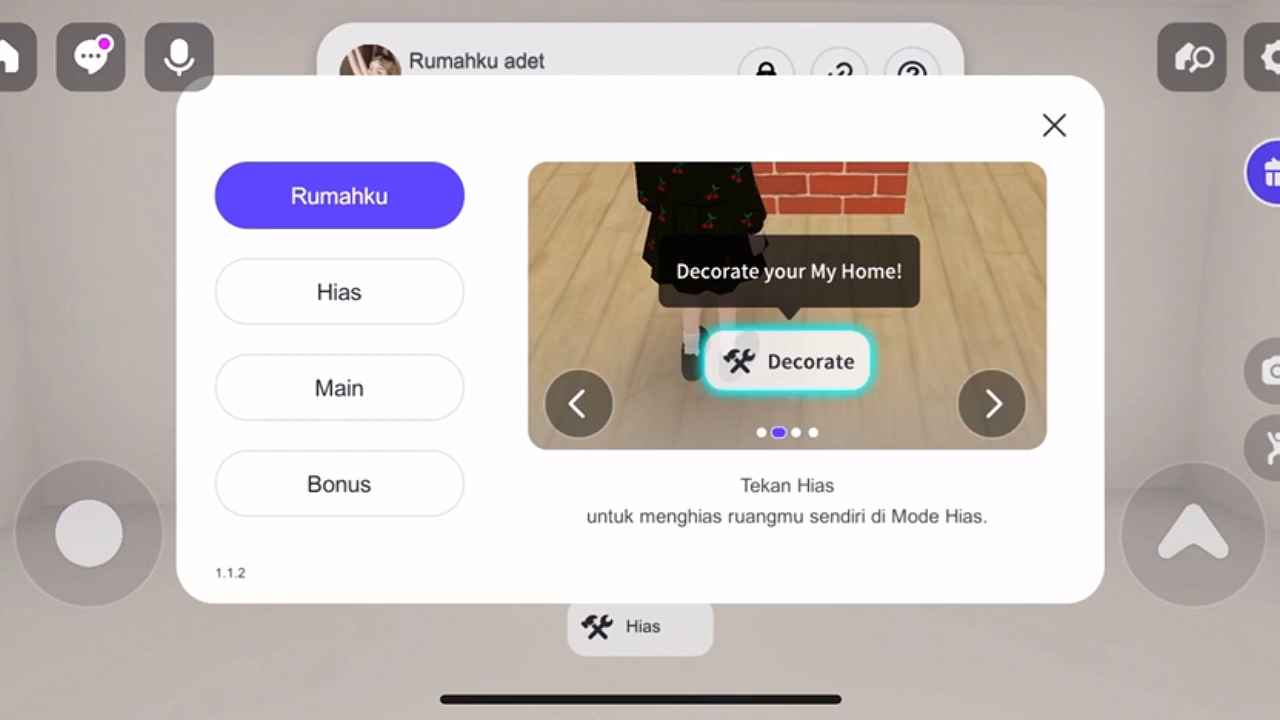 Rumahku adet
Rumahku
Hias
Main
Bonus
1.1.2
Decorate your My Home!
Decorate
Tekan Hias
untuk menghias ruangmu sendiri di Mode Hias.
Hias